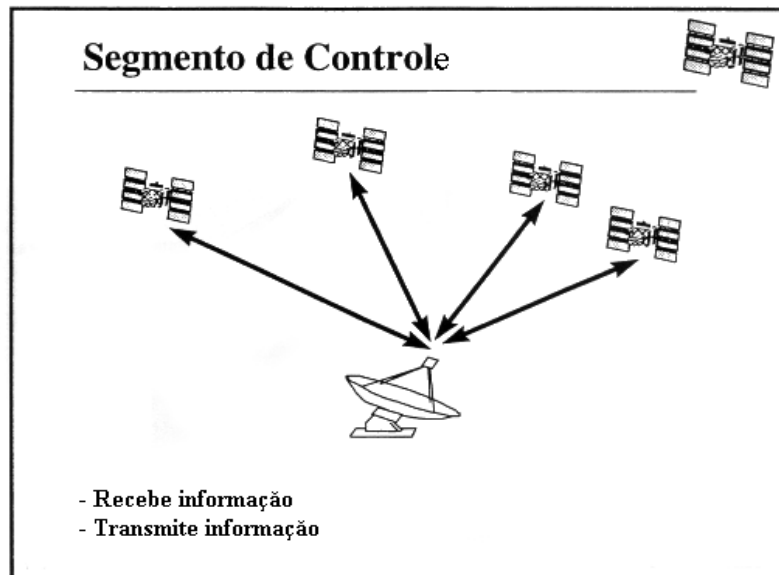 Segmento de Controle
- Recebe informação
- Transmite informação